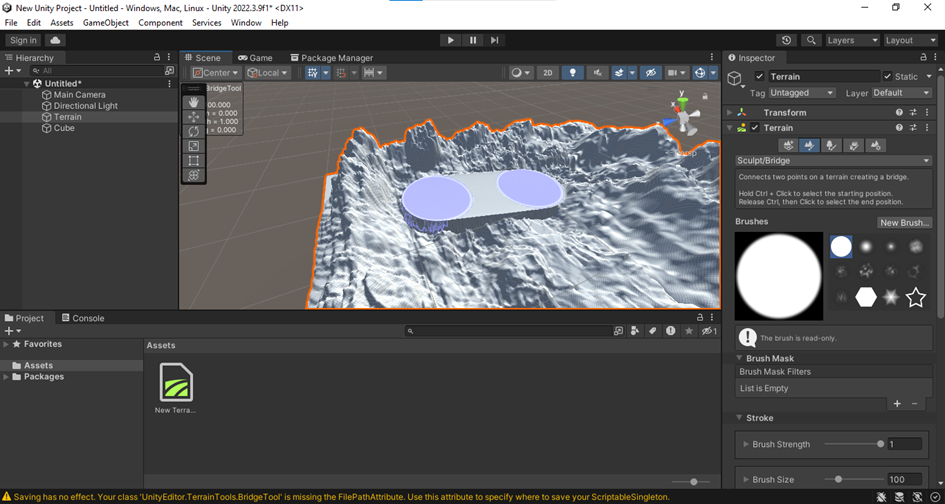 New Unity Project - Untitled - Windows, Mac, Linux - Unity 2022.3.9f1* <DX11>
File Edit Assets GameObject Component Services Window Help
Sign in
Layers Layout
Hierarchy
All
Untitled*
Main Camera
Directional Light
Terrain
Cube
Scene Game Package Manager
Center Local 2D
BridgeTool
00.000
h = 0.000
h = 1.000
g = 0.000
y
z
Persp
Inspector
Terrain Static
Tag Untagged Layer Default
Transform
Terrain
Sculpt/Bridge
Connects two points on a terrain creating a bridge.
Hold Ctrl + Click to select the starting position.
Release Ctrl, then Click to select the end position.
Brushes New Brush...
The brush is read-only.
Brush Mask
Brush Mask Filters
List is Empty
+ −
Stroke
Brush Strength 1
Brush Size 100
Project Console
1
Favorites
Assets
Packages
Assets
New Terra...
Saving has no effect. Your class 'UnityEditor.TerrainTools.BridgeTool' is missing the FilePathAttribute. Use this attribute to specify where to save your ScriptableSingleton.